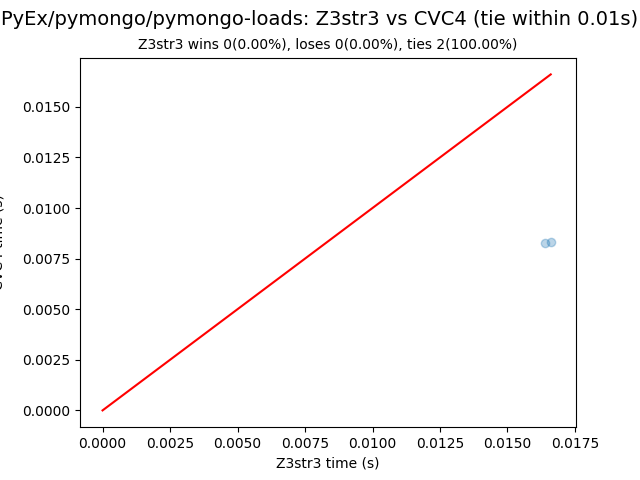 PyEx/pymongo/pymongo-loads: Z3str3 vs CVC4 (tie within 0.01s)
Z3str3 wins 0(0.00%), loses 0(0.00%), ties 2(100.00%)
0.0150
0.0125
0.0100
0.0075
0.0050
0.0025
0.0000
CVC4 time (s)
0.0000 0.0025 0.0050 0.0075 0.0100 0.0125 0.0150 0.0175
Z3str3 time (s)